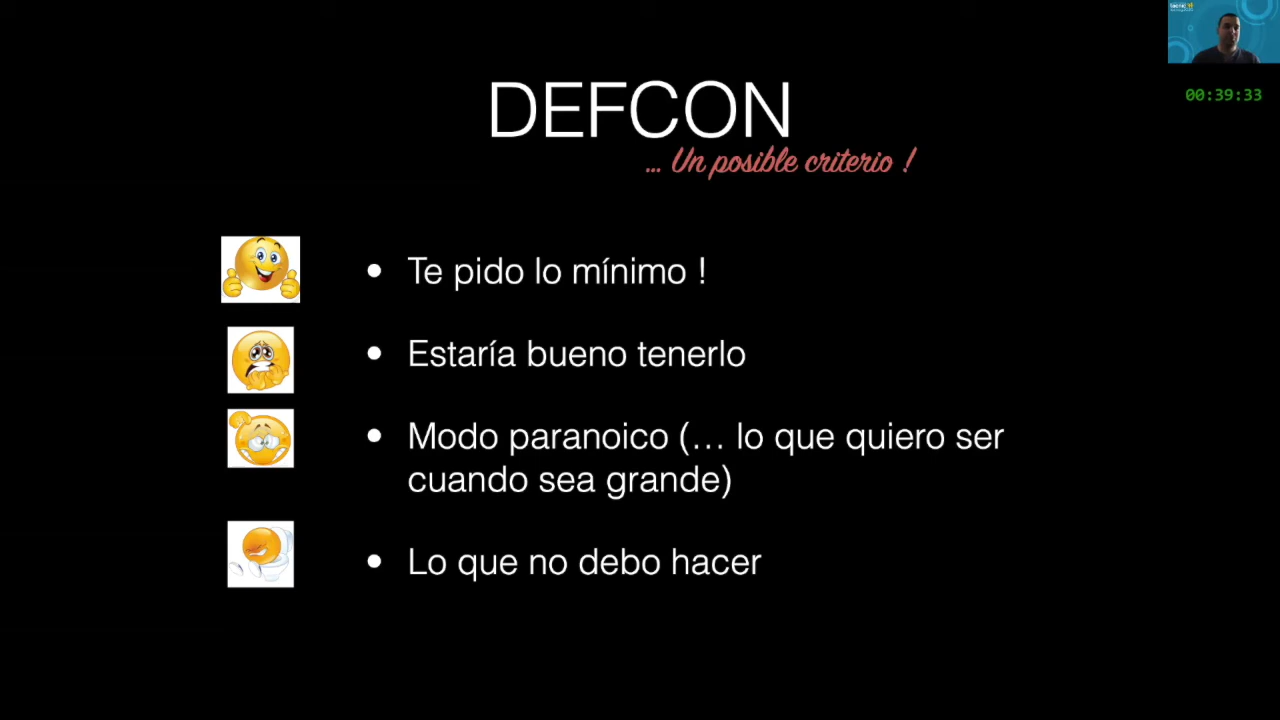 DEFCON
... Un posible criterio !
00:39:33
• Te pido lo mínimo !
• Estaría bueno tenerlo
• Modo paranoico (... lo que quiero ser
cuando sea grande)
• Lo que no debo hacer